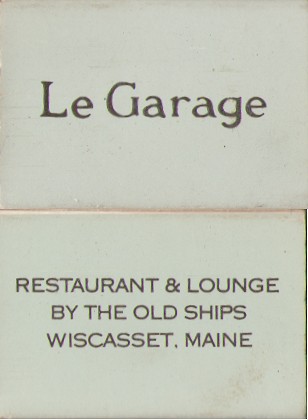 Le Garage
RESTAURANT & LOUNGE
BY THE OLD SHIPS
WISCASSET, MAINE